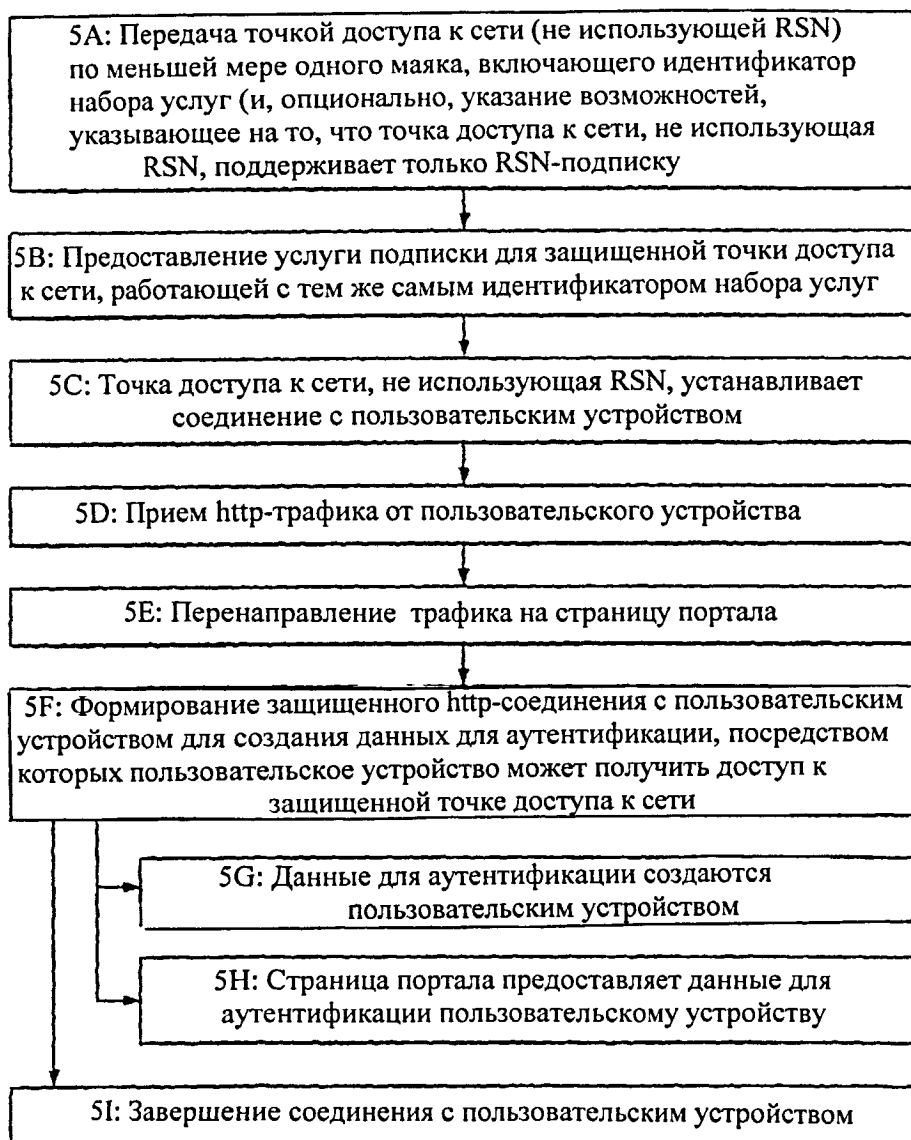 5A: Передача точкой доступа к сети (не использующей RSN)
по меньшей мере одного маяка, включающего идентификатор
набора услуг (и, опционально, указание возможностей,
указывающее на то, что точка доступа к сети, не использующая
RSN, поддерживает только RSN-подписку
5B: Предоставление услуги подписки для защищенной точки доступа
к сети, работающей с тем же самым идентификатором набора услуг
5C: Точка доступа к сети, не использующая RSN, устанавливает
соединение с пользовательским устройством
5D: Прием http-трафика от пользовательского устройства
5E: Перенаправление трафика на страницу портала
5F: Формирование защищенного http-соединения с пользовательским
устройством для создания данных для аутентификации, посредством
которых пользовательское устройство может получить доступ к
защищенной точке доступа к сети
5G: Данные для аутентификации создаются
пользовательским устройством
5H: Страница портала предоставляет данные для
аутентификации пользовательскому устройству
5I: Завершение соединения с пользовательским устройством